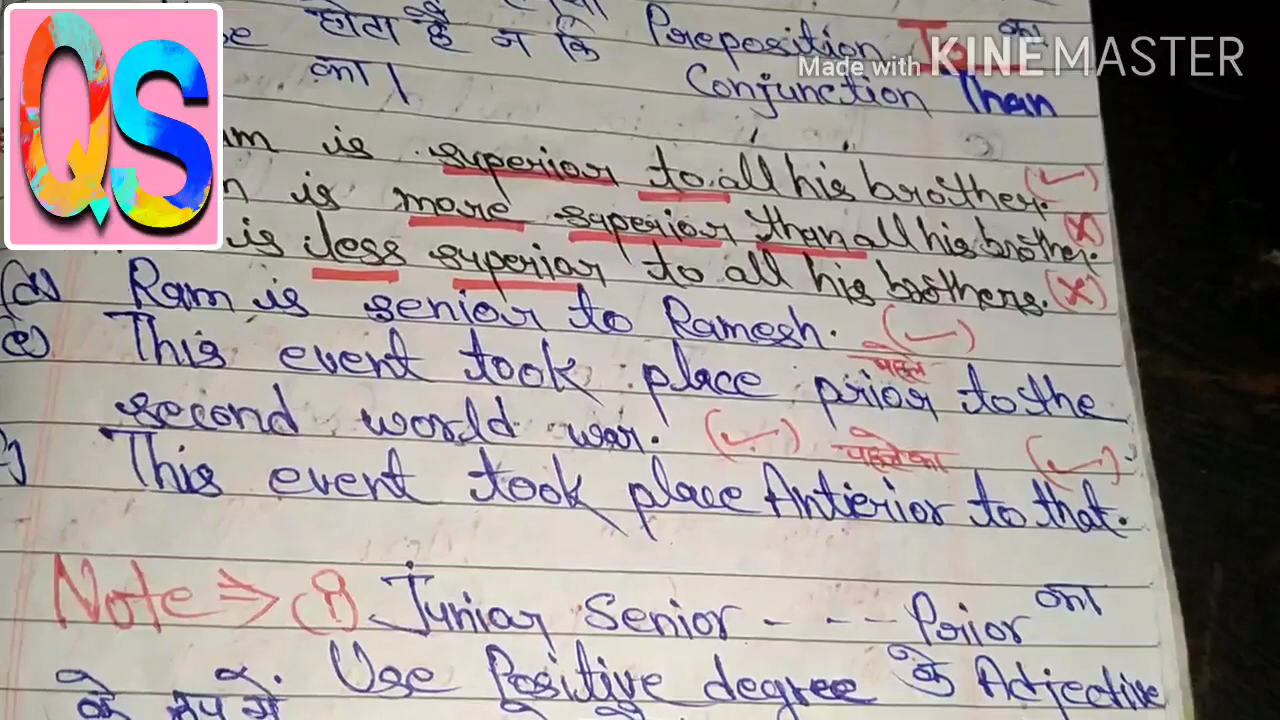 होता है न कि Preposition To का
Made with KINEMASTER
का । Conjunction Than
QS
is superior to all his brother. (✓)
is more superior than all his brother. (x)
is less superior to all his brothers. (x)
(d) Ram is senior to Ramesh. (✓)
पहले
(e) This event took place prior to the
second world war. (✓) पहले का (✓)
This event took place Anterior to that.
Note ⇒ (1) Junior Senior - - - Prior का
Use Positive degree के Adjective
के रूप में